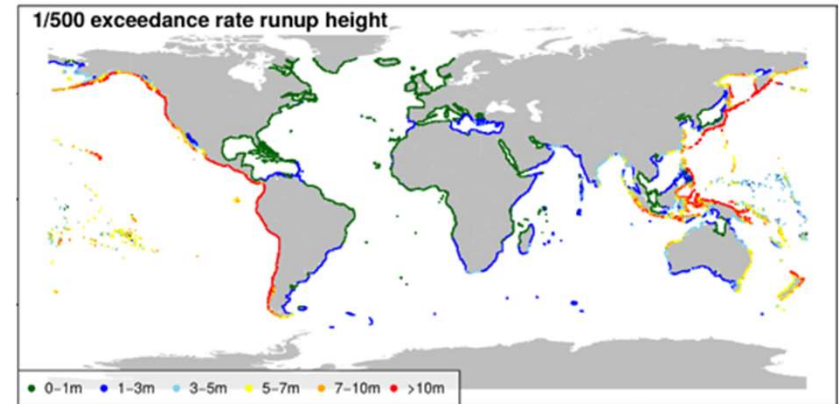 1/500 exceedance rate runup height
0-1m 1-3m 3-5m 5-7m 7-10m >10m